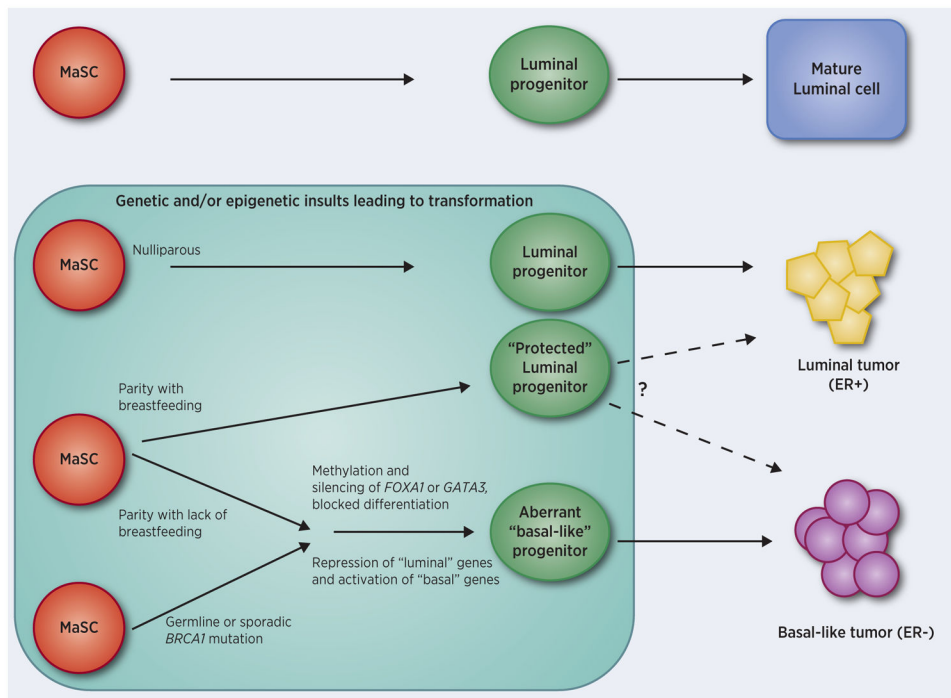 MaSC
Luminal
progenitor
Mature
Luminal cell
Genetic and/or epigenetic insults leading to transformation
MaSC
Nulliparous
Luminal
progenitor
“Protected”
Luminal
progenitor
?
Luminal tumor
(ER+)
Parity with
breastfeeding
MaSC
Parity with lack of
breastfeeding
Methylation and
silencing of FOXA1 or GATA3,
blocked differentiation
Repression of “luminal” genes
and activation of “basal” genes
Aberrant
“basal-like”
progenitor
MaSC
Germline or sporadic
BRCA1 mutation
Basal-like tumor (ER-)